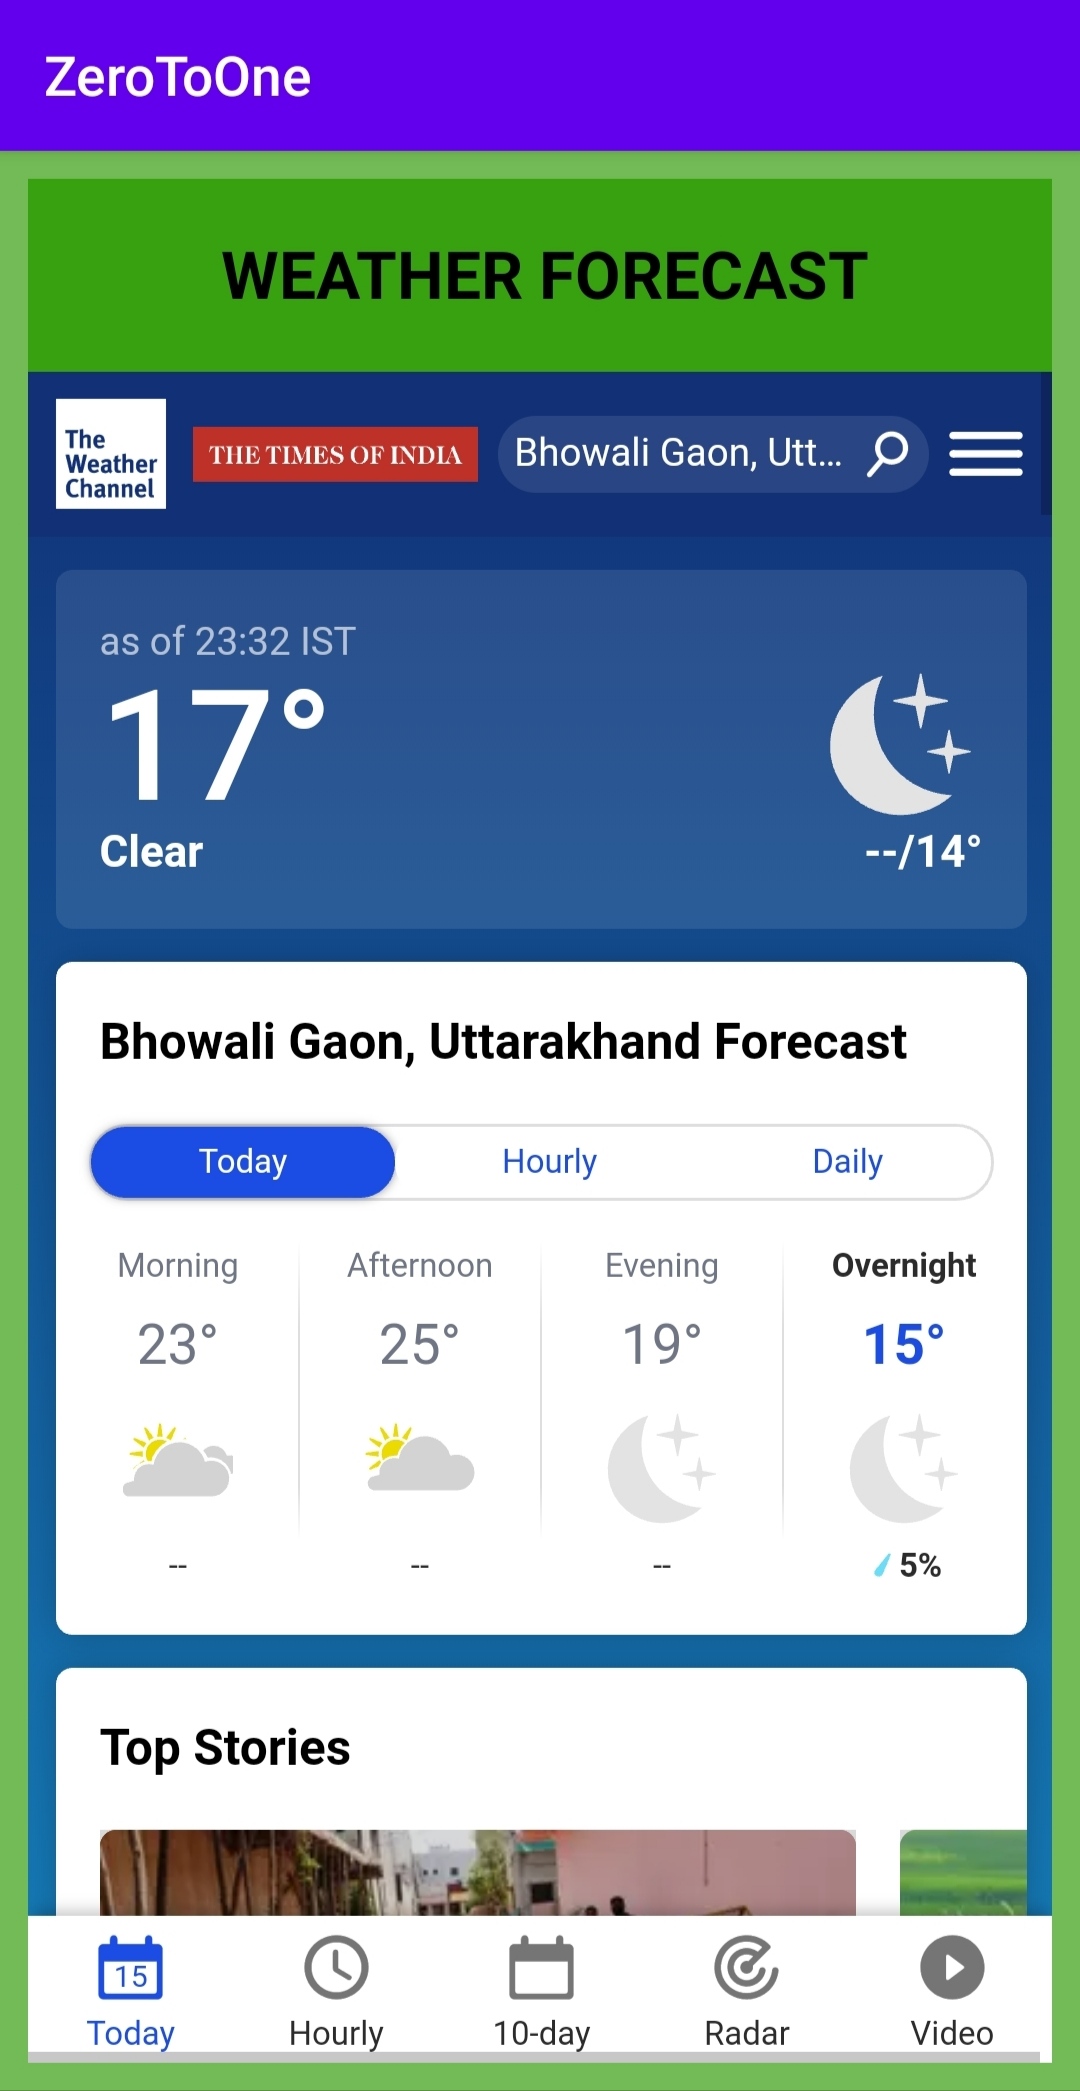 ZeroToOne
WEATHER FORECAST
The
Weather
Channel
THE TIMES OF INDIA
Bhowali Gaon, Utt...
as of 23:32 IST
17°
Clear
--/14°
Bhowali Gaon, Uttarakhand Forecast
Today Hourly Daily
Morning Afternoon Evening Overnight
23° 25° 19° 15°
-- -- -- 5%
Top Stories
15
Today Hourly 10-day Radar Video